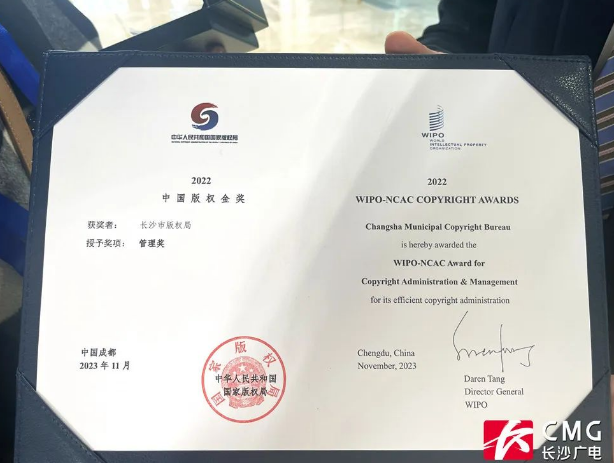 中华人民共和国国家版权局
2022
中国版权金奖
获奖者： 长沙市版权局
授予奖项： 管理奖
中国成都
2023年11月
国家版权局
中华人民共和国
国家版权局
WIPO
WORLD
INTELLECTUAL PROPERTY
ORGANIZATION
2022
WIPO-NCAC COPYRIGHT AWARDS
Changsha Municipal Copyright Bureau
is hereby awarded the
WIPO-NCAC Award for
Copyright Administration & Management
for its efficient copyright administration
Chengdu, China
November, 2023
Daren Tang
Director General
WIPO
CMG
长沙广电